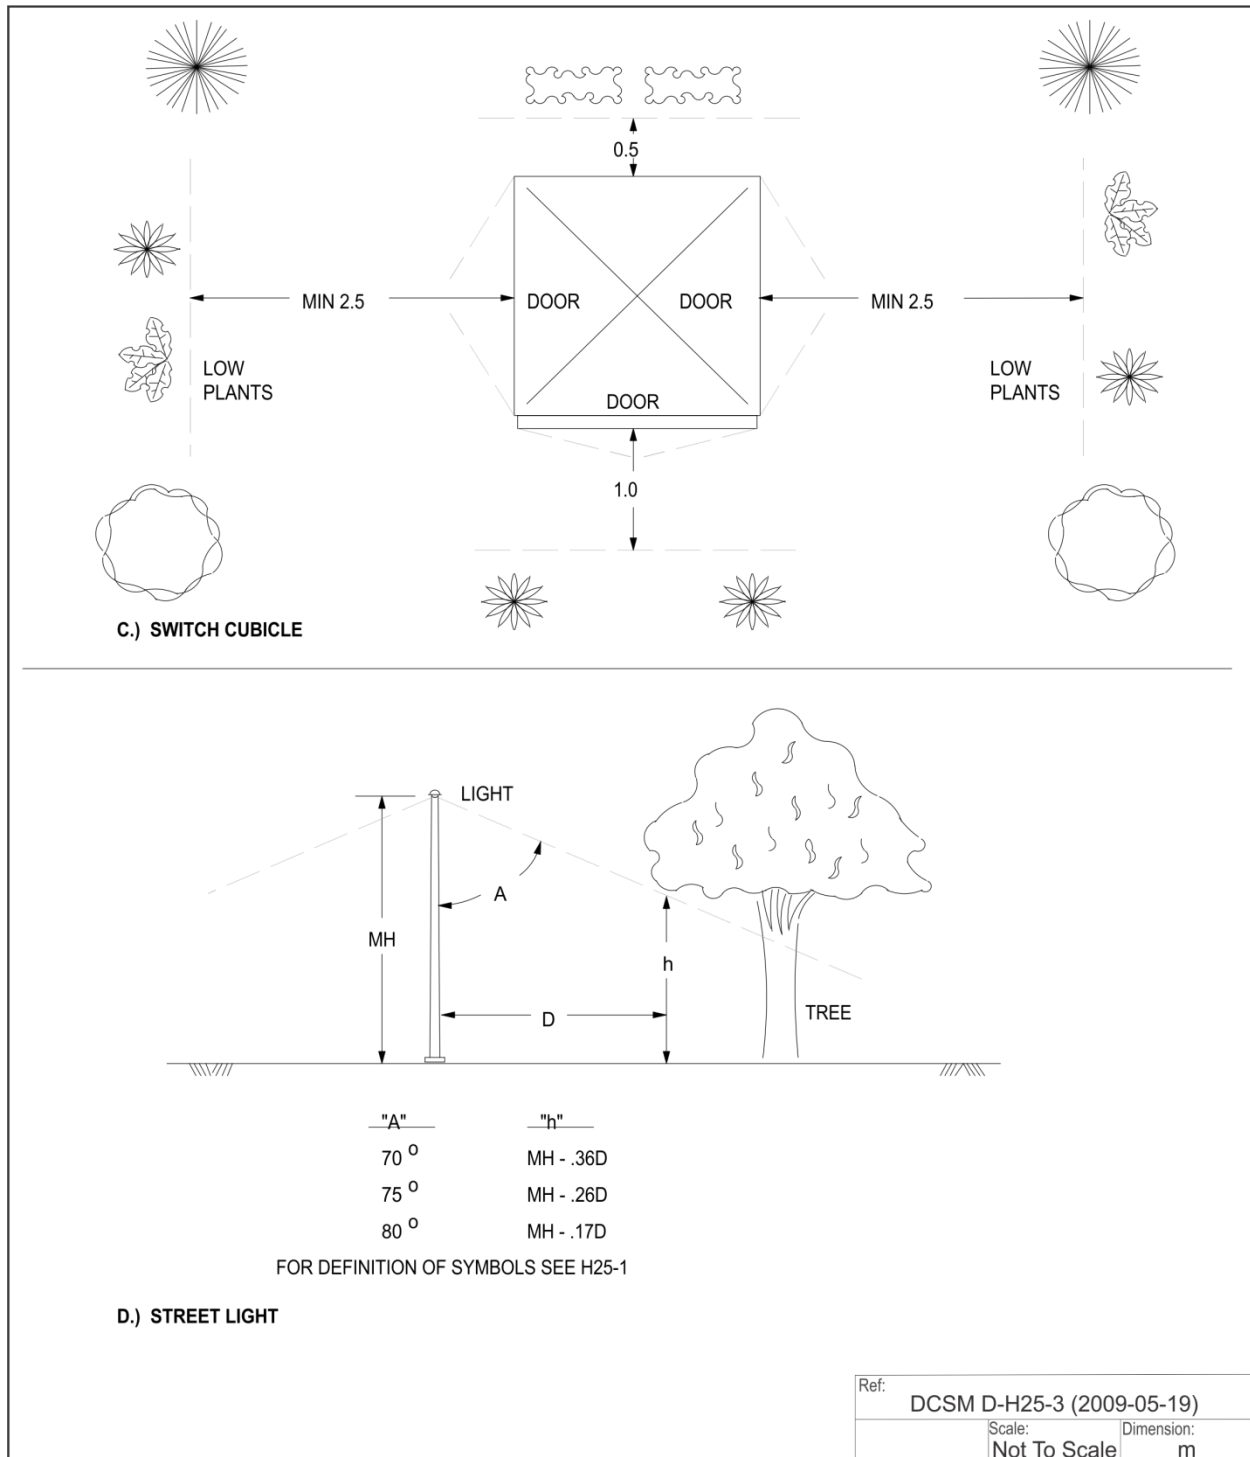 0.5
MIN 2.5
DOOR
DOOR
MIN 2.5
LOW
PLANTS
LOW
PLANTS
DOOR
1.0
C.) SWITCH CUBICLE
LIGHT
A
MH
h
D
TREE
"A"
"h"
70 O
MH - .36D
75 O
MH - .26D
80 O
MH - .17D
FOR DEFINITION OF SYMBOLS SEE H25-1
D.) STREET LIGHT
Ref:
DCSM D-H25-3 (2009-05-19)
Scale:
Dimension:
Not To Scale
m